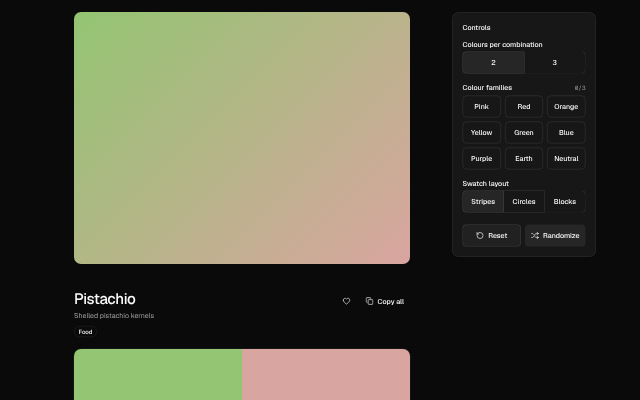 Controls
Colours per combination
2
3
Colour families
0/3
Pink
Red
Orange
Yellow
Green
Blue
Purple
Earth
Neutral
Swatch layout
Stripes
Circles
Blocks
Reset
Randomize
Pistachio
Copy all
Shelled pistachio kernels
Food